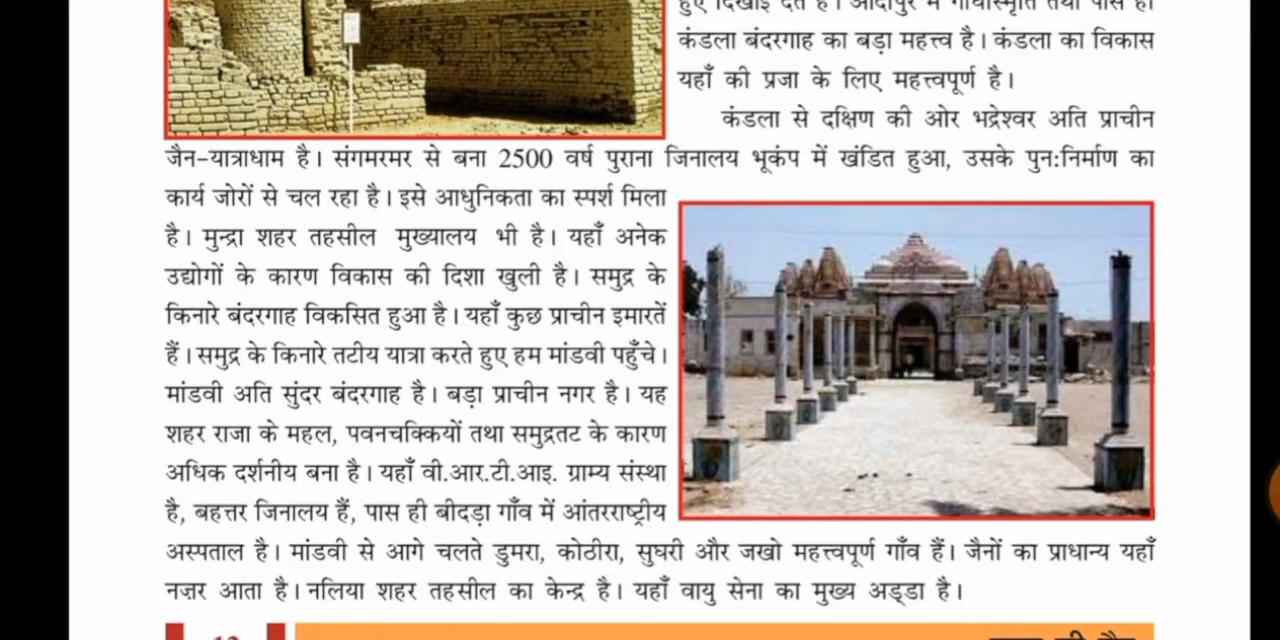 कंडला बंदरगाह का बड़ा महत्त्व है। कंडला का विकास
यहाँ की प्रजा के लिए महत्त्वपूर्ण है।
कंडला से दक्षिण की ओर भद्रेश्वर अति प्राचीन
जैन-यात्राधाम है। संगमरमर से बना 2500 वर्ष पुराना जिनालय भूकंप में खंडित हुआ, उसके पुन:निर्माण का
कार्य जोरों से चल रहा है। इसे आधुनिकता का स्पर्श मिला
है। मुन्द्रा शहर तहसील मुख्यालय भी है। यहाँ अनेक
उद्योगों के कारण विकास की दिशा खुली है। समुद्र के
किनारे बंदरगाह विकसित हुआ है। यहाँ कुछ प्राचीन इमारतें
हैं। समुद्र के किनारे तटीय यात्रा करते हुए हम मांडवी पहुँचे।
मांडवी अति सुंदर बंदरगाह है। बड़ा प्राचीन नगर है। यह
शहर राजा के महल, पवनचक्कियों तथा समुद्रतट के कारण
अधिक दर्शनीय बना है। यहाँ वी.आर.टी.आइ. ग्राम्य संस्था
है, बहत्तर जिनालय हैं, पास ही बीदड़ा गाँव में आंतरराष्ट्रीय
अस्पताल है। मांडवी से आगे चलते डुमरा, कोठीरा, सुघरी और जखो महत्त्वपूर्ण गाँव हैं। जैनों का प्राधान्य यहाँ
नज़र आता है। नलिया शहर तहसील का केन्द्र है। यहाँ वायु सेना का मुख्य अड्डा है।